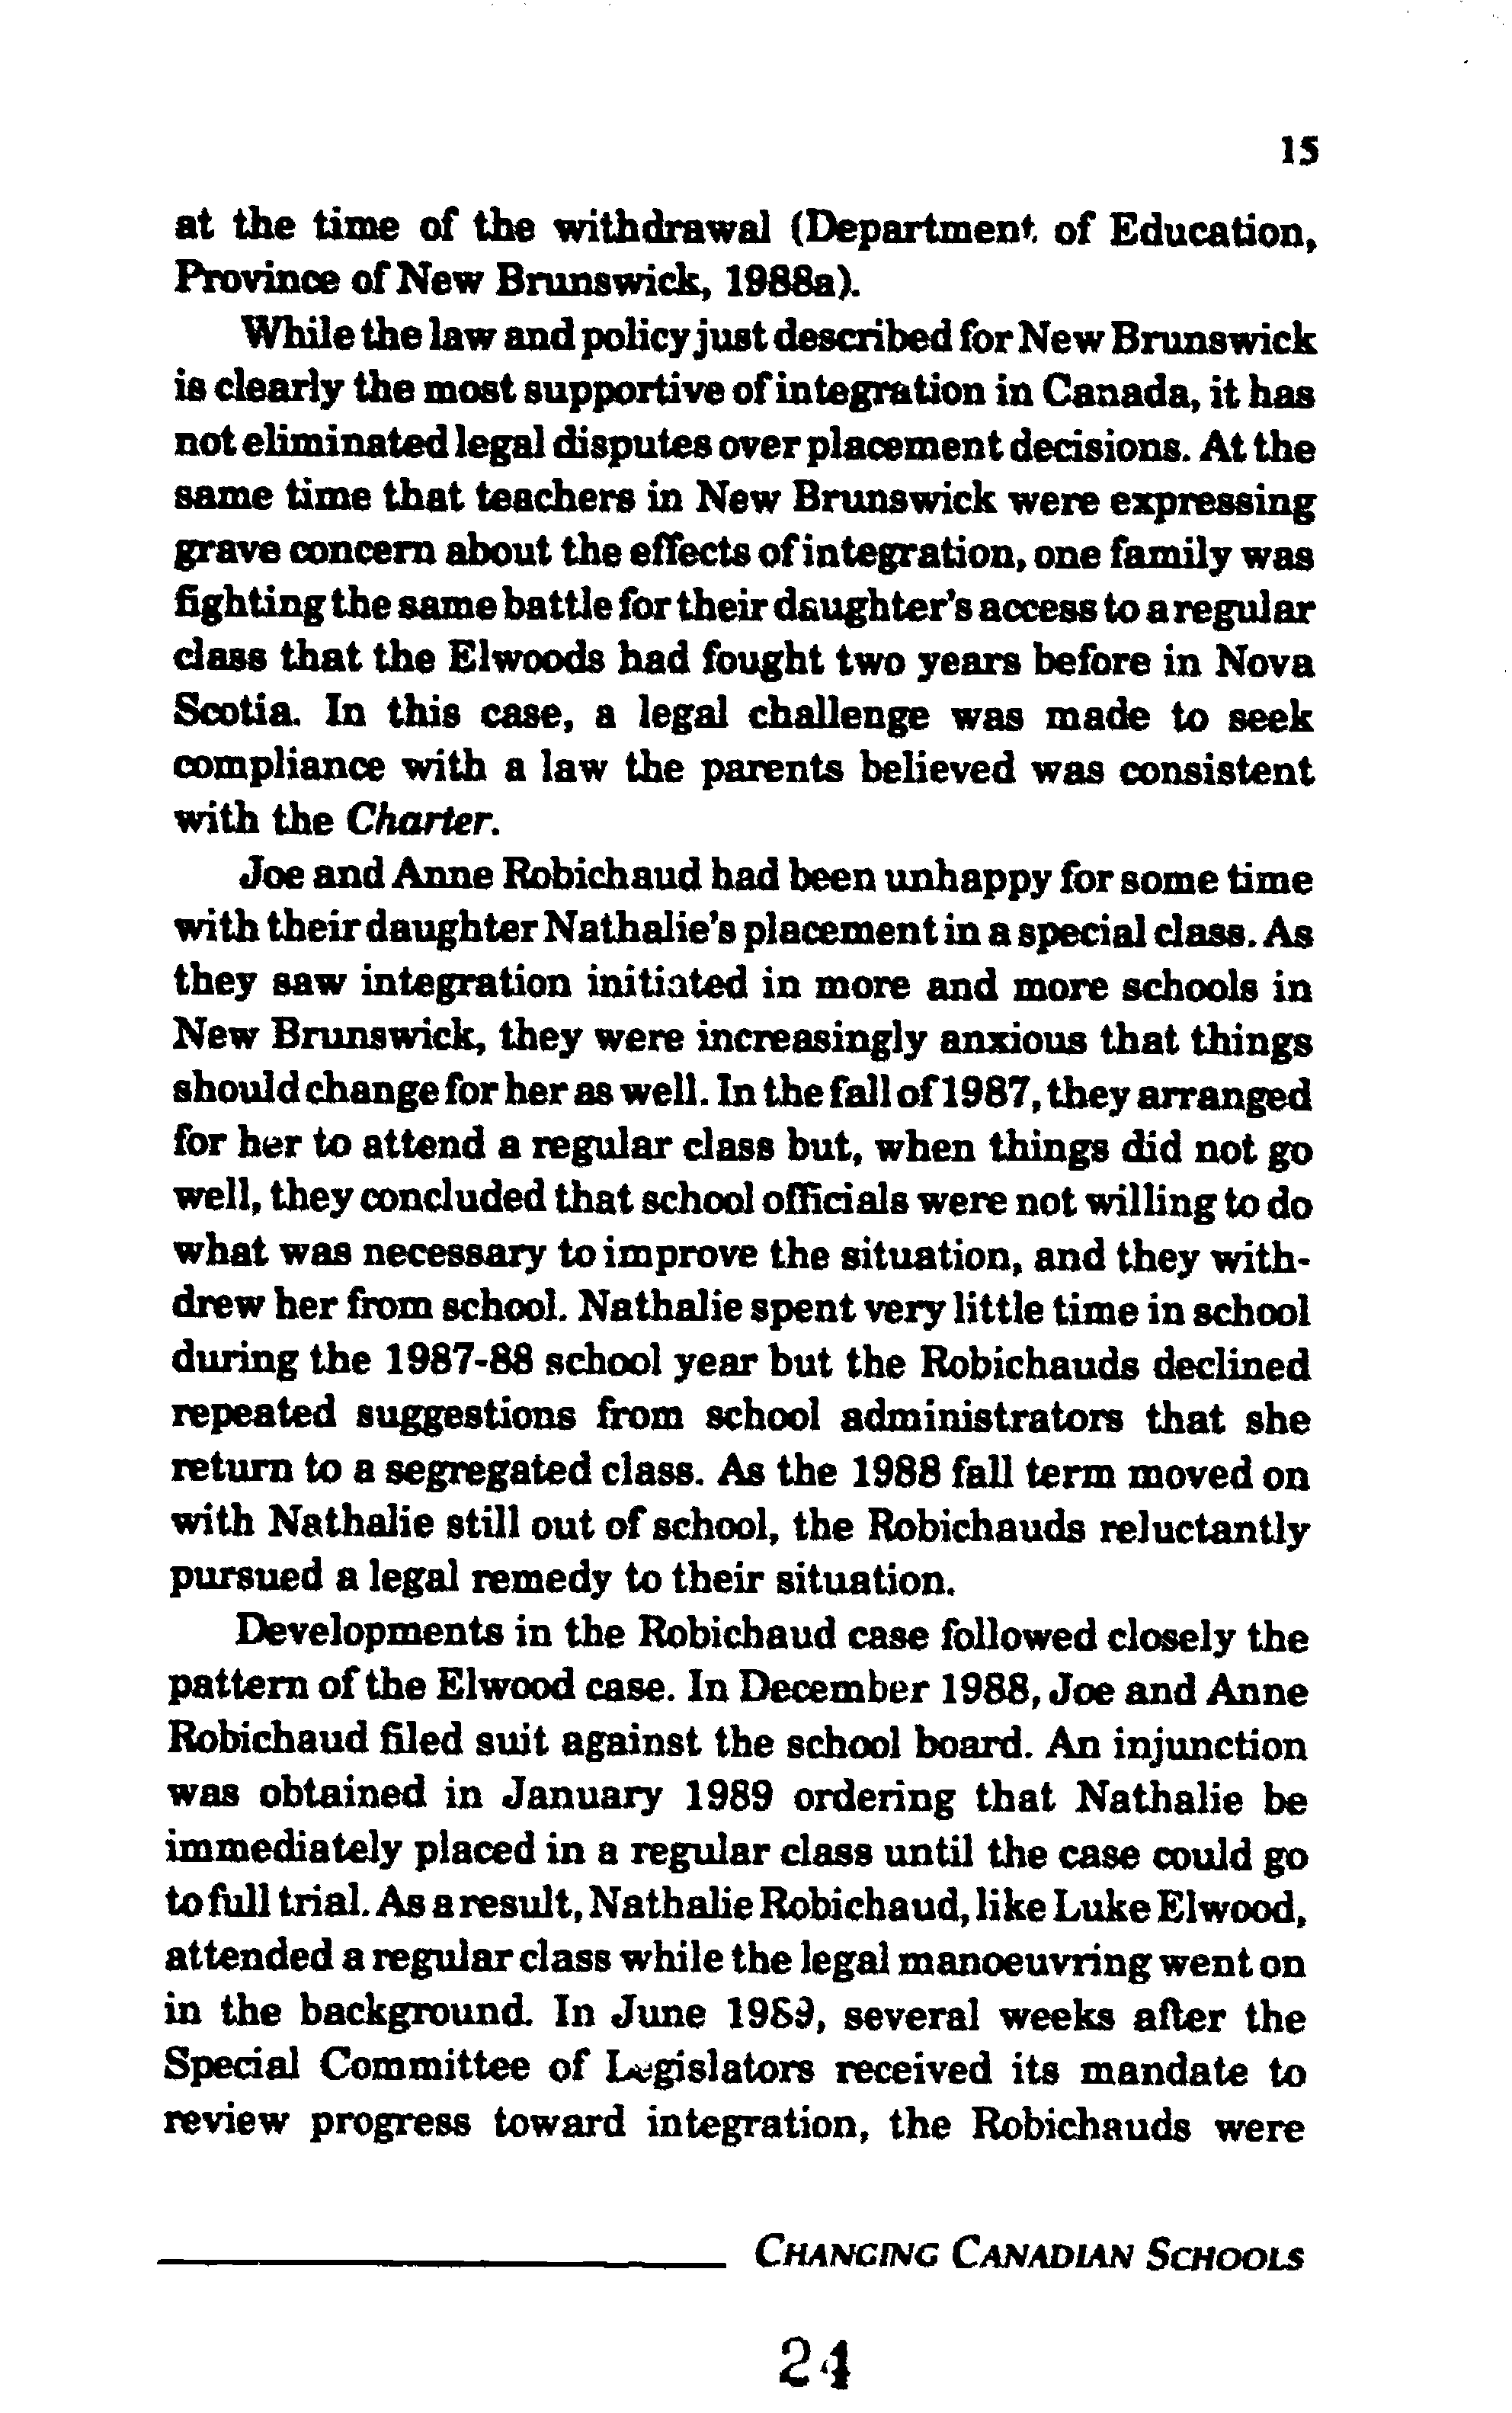 15
at the time of the withdrawal (Department of Education,
Province of New Brunswick, 1988a).
While the law and policy just described for New Brunswick
is clearly the most supportive of integration in Canada, it has
not eliminated legal disputes over placement decisions. At the
same time that teachers in New Brunswick were expressing
grave concern about the effects of integration, one family was
fighting the same battle for their daughter's access to a regular
class that the Elwoods had fought two years before in Nova
Scotia. In this case, a legal challenge was made to seek
compliance with a law the parents believed was consistent
with the Charter.
Joe and Anne Robichaud had been unhappy for some time
with their daughter Nathalie's placement in a special class. As
they saw integration initiated in more and more schools in
New Brunswick, they were increasingly anxious that things
should change for her as well. In the fall of 1987, they arranged
for her to attend a regular class but, when things did not go
well, they concluded that school officials were not willing to do
what was necessary to improve the situation, and they with-
drew her from school. Nathalie spent very little time in school
during the 1987-88 school year but the Robichauds declined
repeated suggestions from school administrators that she
return to a segregated class. As the 1988 fall term moved on
with Nathalie still out of school, the Robichauds reluctantly
pursued a legal remedy to their situation.
Developments in the Robichaud case followed closely the
pattern of the Elwood case. In December 1988, Joe and Anne
Robichaud filed suit against the school board. An injunction
was obtained in January 1989 ordering that Nathalie be
immediately placed in a regular class until the case could go
to full trial. As a result, Nathalie Robichaud, like Luke Elwood,
attended a regular class while the legal manoeuvring went on
in the background. In June 1989, several weeks after the
Special Committee of Legislators received its mandate to
review progress toward integration, the Robichauds were
CHANGING CANADIAN SCHOOLS
24